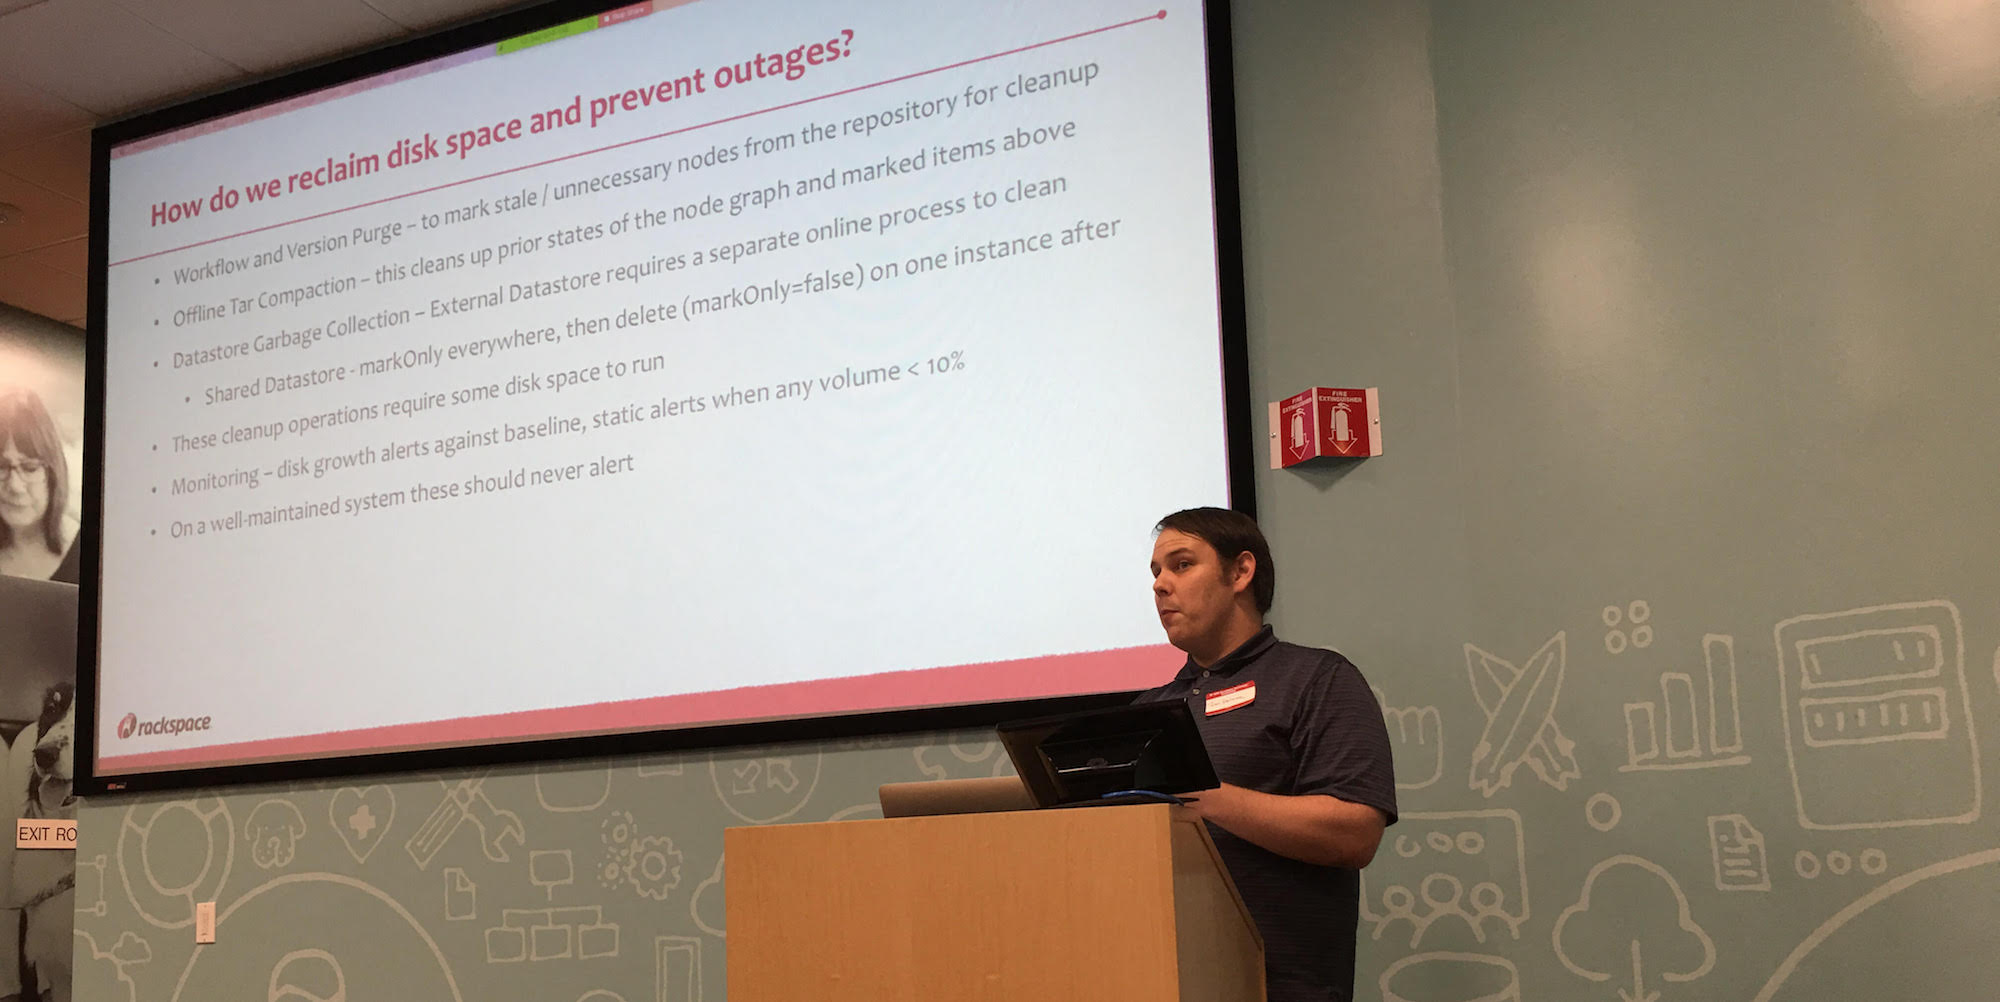 How do we reclaim disk space and prevent outages?
• Workflow and Version Purge – to mark stale / unnecessary nodes from the repository for cleanup
• Offline Tar Compaction – this cleans up prior states of the node graph and marked items above
• Datastore Garbage Collection – External Datastore requires a separate online process to clean
• Shared Datastore - markOnly everywhere, then delete (markOnly=false) on one instance after
• These cleanup operations require some disk space to run
• Monitoring – disk growth alerts against baseline, static alerts when any volume < 10%
• On a well-maintained system these should never alert
rackspace
FIRE EXTINGUISHER
FIRE EXTINGUISHER
EXIT RO